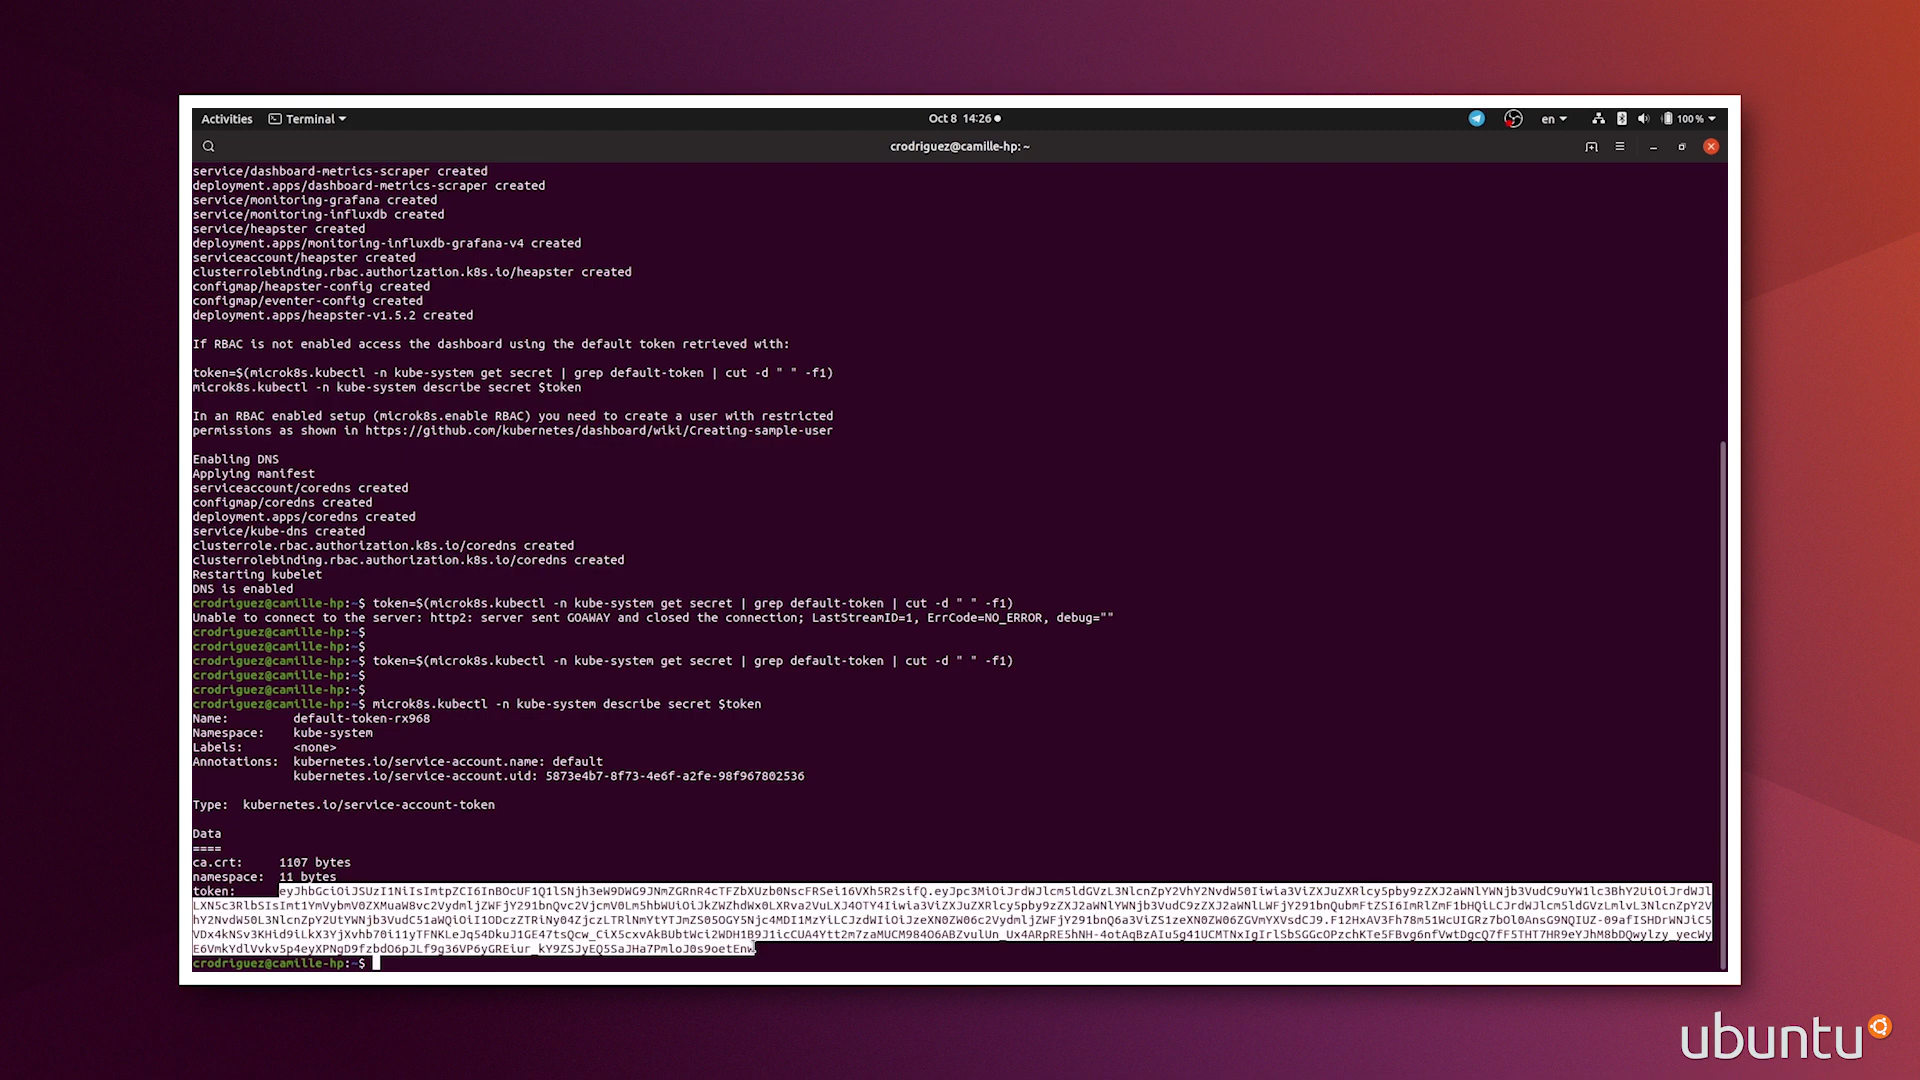 Activities Terminal Oct 8 14:26 en 100 %
crodriguez@camille-hp: ~
service/dashboard-metrics-scraper created
deployment.apps/dashboard-metrics-scraper created
service/monitoring-grafana created
service/monitoring-influxdb created
service/heapster created
deployment.apps/monitoring-influxdb-grafana-v4 created
serviceaccount/heapster created
clusterrolebinding.rbac.authorization.k8s.io/heapster created
configmap/heapster-config created
configmap/eventer-config created
deployment.apps/heapster-v1.5.2 created
If RBAC is not enabled access the dashboard using the default token retrieved with:
token=$(microk8s.kubectl -n kube-system get secret | grep default-token | cut -d " " -f1)
microk8s.kubectl -n kube-system describe secret $token
In an RBAC enabled setup (microk8s.enable RBAC) you need to create a user with restricted
permissions as shown in https://github.com/kubernetes/dashboard/wiki/Creating-sample-user
Enabling DNS
Applying manifest
serviceaccount/coredns created
configmap/coredns created
deployment.apps/coredns created
service/kube-dns created
clusterrole.rbac.authorization.k8s.io/coredns created
clusterrolebinding.rbac.authorization.k8s.io/coredns created
Restarting kubelet
DNS is enabled
crodriguez@camille-hp:~$ token=$(microk8s.kubectl -n kube-system get secret | grep default-token | cut -d " " -f1)
Unable to connect to the server: http2: server sent GOAWAY and closed the connection; LastStreamID=1, ErrCode=NO_ERROR, debug=""
crodriguez@camille-hp:~$
crodriguez@camille-hp:~$
crodriguez@camille-hp:~$ token=$(microk8s.kubectl -n kube-system get secret | grep default-token | cut -d " " -f1)
crodriguez@camille-hp:~$
crodriguez@camille-hp:~$
crodriguez@camille-hp:~$ microk8s.kubectl -n kube-system describe secret $token
Name: default-token-rx968
Namespace: kube-system
Labels: <none>
Annotations: kubernetes.io/service-account.name: default
kubernetes.io/service-account.uid: 5873e4b7-8f73-4e6f-a2fe-98f967802536
Type: kubernetes.io/service-account-token
Data
====
ca.crt: 1107 bytes
namespace: 11 bytes
token:
crodriguez@camille-hp:~$
ubuntu